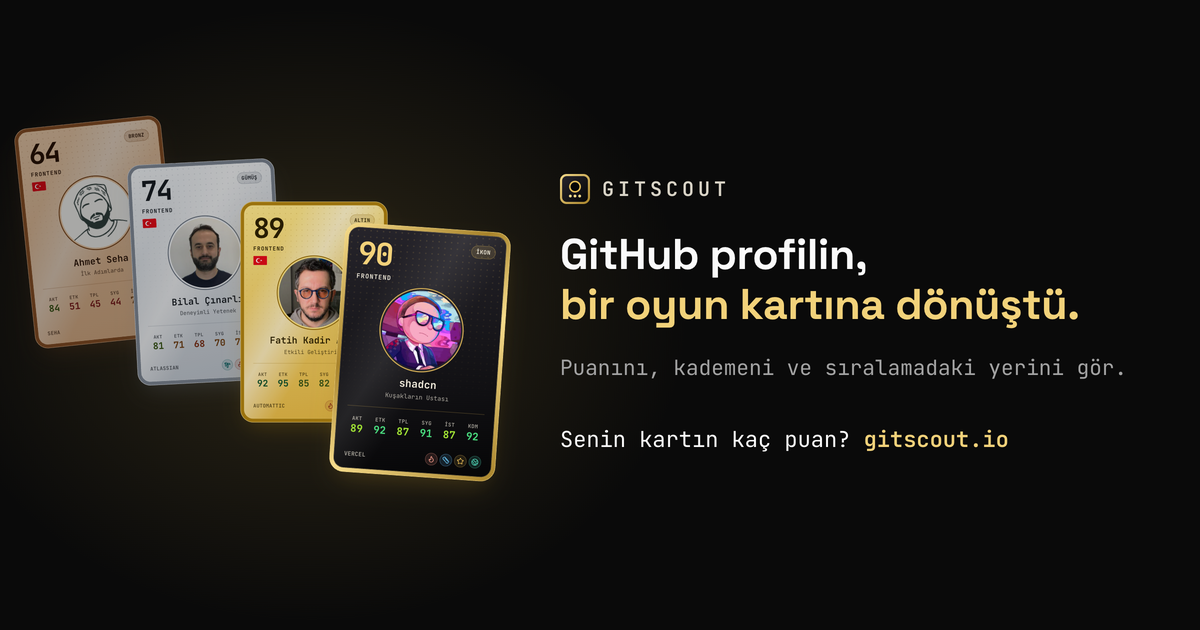 64
BRONZ
FRONTEND
Ahmet Seha
İlk Adımlarda
AKT ETK TPL SYG
84 51 45 44
SEHA
74
GÜMÜŞ
FRONTEND
Bilal Çınarlı
Deneyimli Yetenek
AKT ETK TPL SYG
81 71 68 70
ATLASSIAN
89
ALTIN
FRONTEND
Fatih Kadir
Etkili Geliştiri
AKT ETK TPL SYG
92 95 85 82
AUTOMATTIC
90
İKON
FRONTEND
shadcn
Kuşakların Ustası
AKT ETK TPL SYG İST KOM
89 92 87 91 87 92
VERCEL
GITSCOUT
GitHub profilin,
bir oyun kartına dönüştü.
Puanını, kademeni ve sıralamadaki yerini gör.
Senin kartın kaç puan? gitscout.io